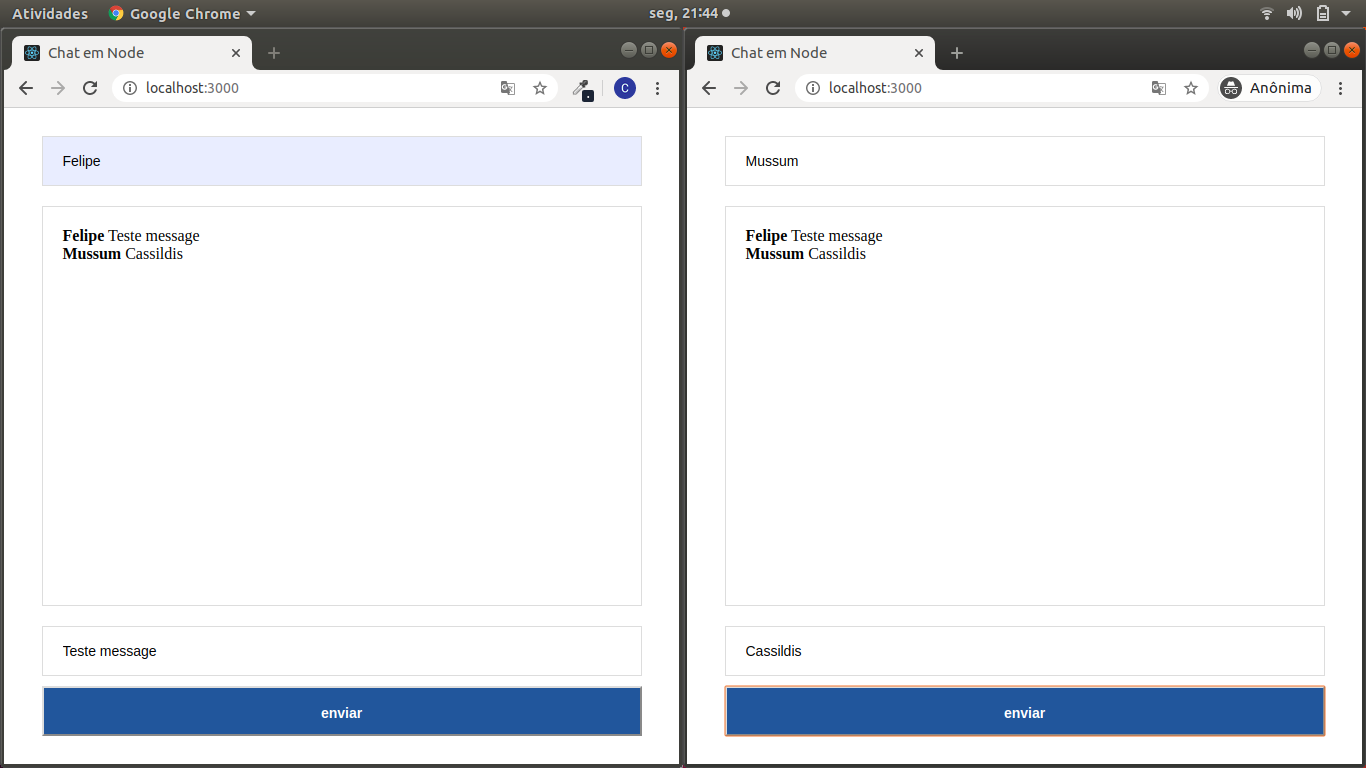 Atividades Google Chrome seg, 21:44
Chat em Node
localhost:3000 C
Felipe
Felipe Teste message
Mussum Cassildis
Teste message
enviar
Chat em Node
localhost:3000 Anônima
Mussum
Felipe Teste message
Mussum Cassildis
Cassildis
enviar